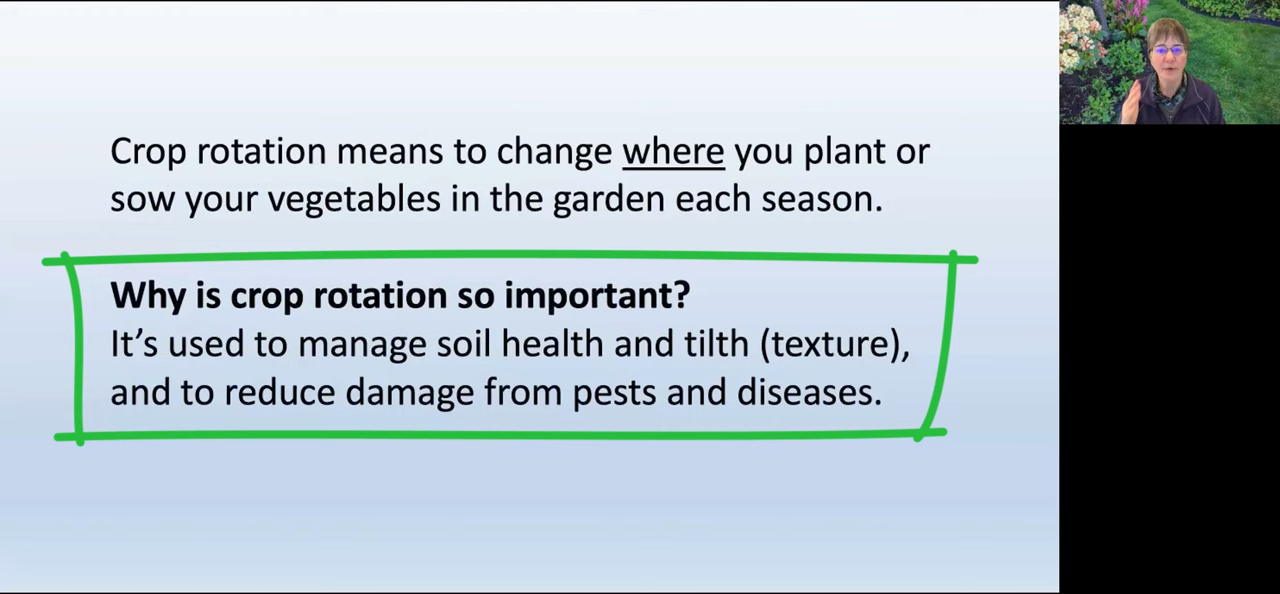 Crop rotation means to change where you plant or
sow your vegetables in the garden each season.
Why is crop rotation so important?
It’s used to manage soil health and tilth (texture),
and to reduce damage from pests and diseases.